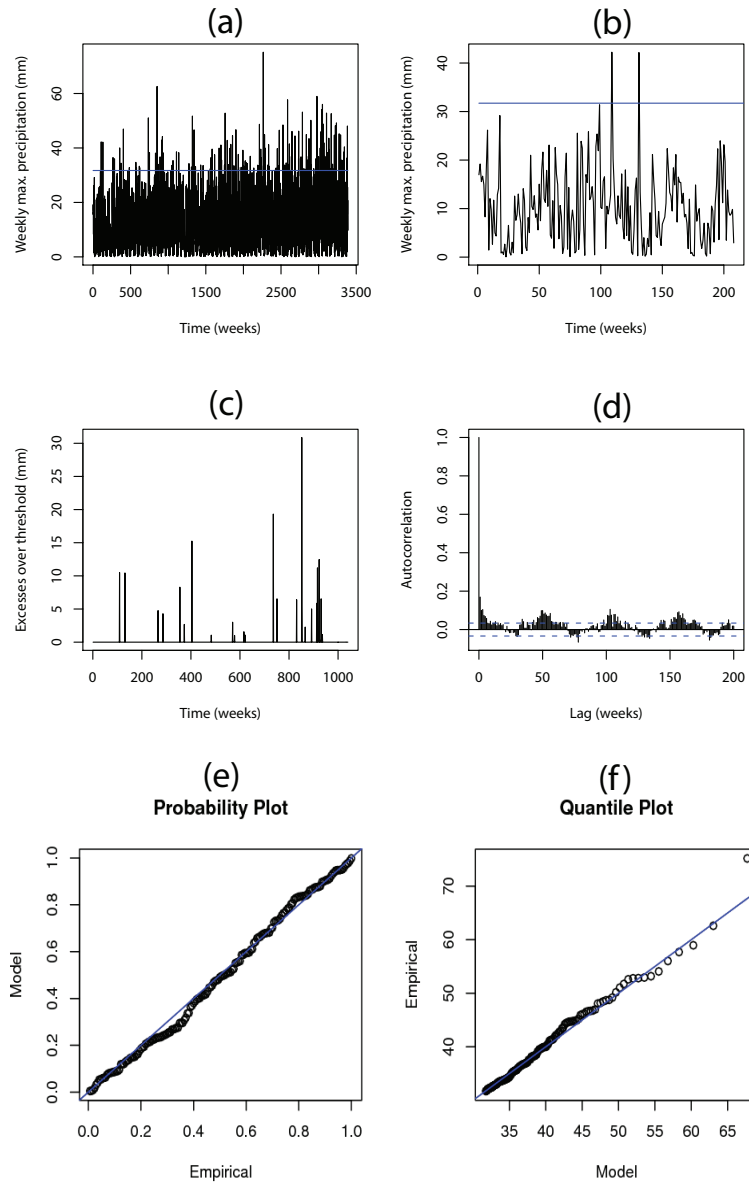 (a)
Weekly max. precipitation (mm)
60
40
20
0
0 500 1500 2500 3500
Time (weeks)
(b)
Weekly max. precipitation (mm)
40
30
20
10
0
0 50 100 150 200
Time (weeks)
(c)
Excesses over threshold (mm)
30
25
20
15
10
5
0
0 200 400 600 800 1000
Time (weeks)
(d)
Autocorrelation
1.0
0.8
0.6
0.4
0.2
0.0
0 50 100 150 200
Lag (weeks)
(e)
Probability Plot
Model
1.0
0.8
0.6
0.4
0.2
0.0
0.0 0.2 0.4 0.6 0.8 1.0
Empirical
(f)
Quantile Plot
Empirical
70
60
50
40
35 40 45 50 55 60 65
Model